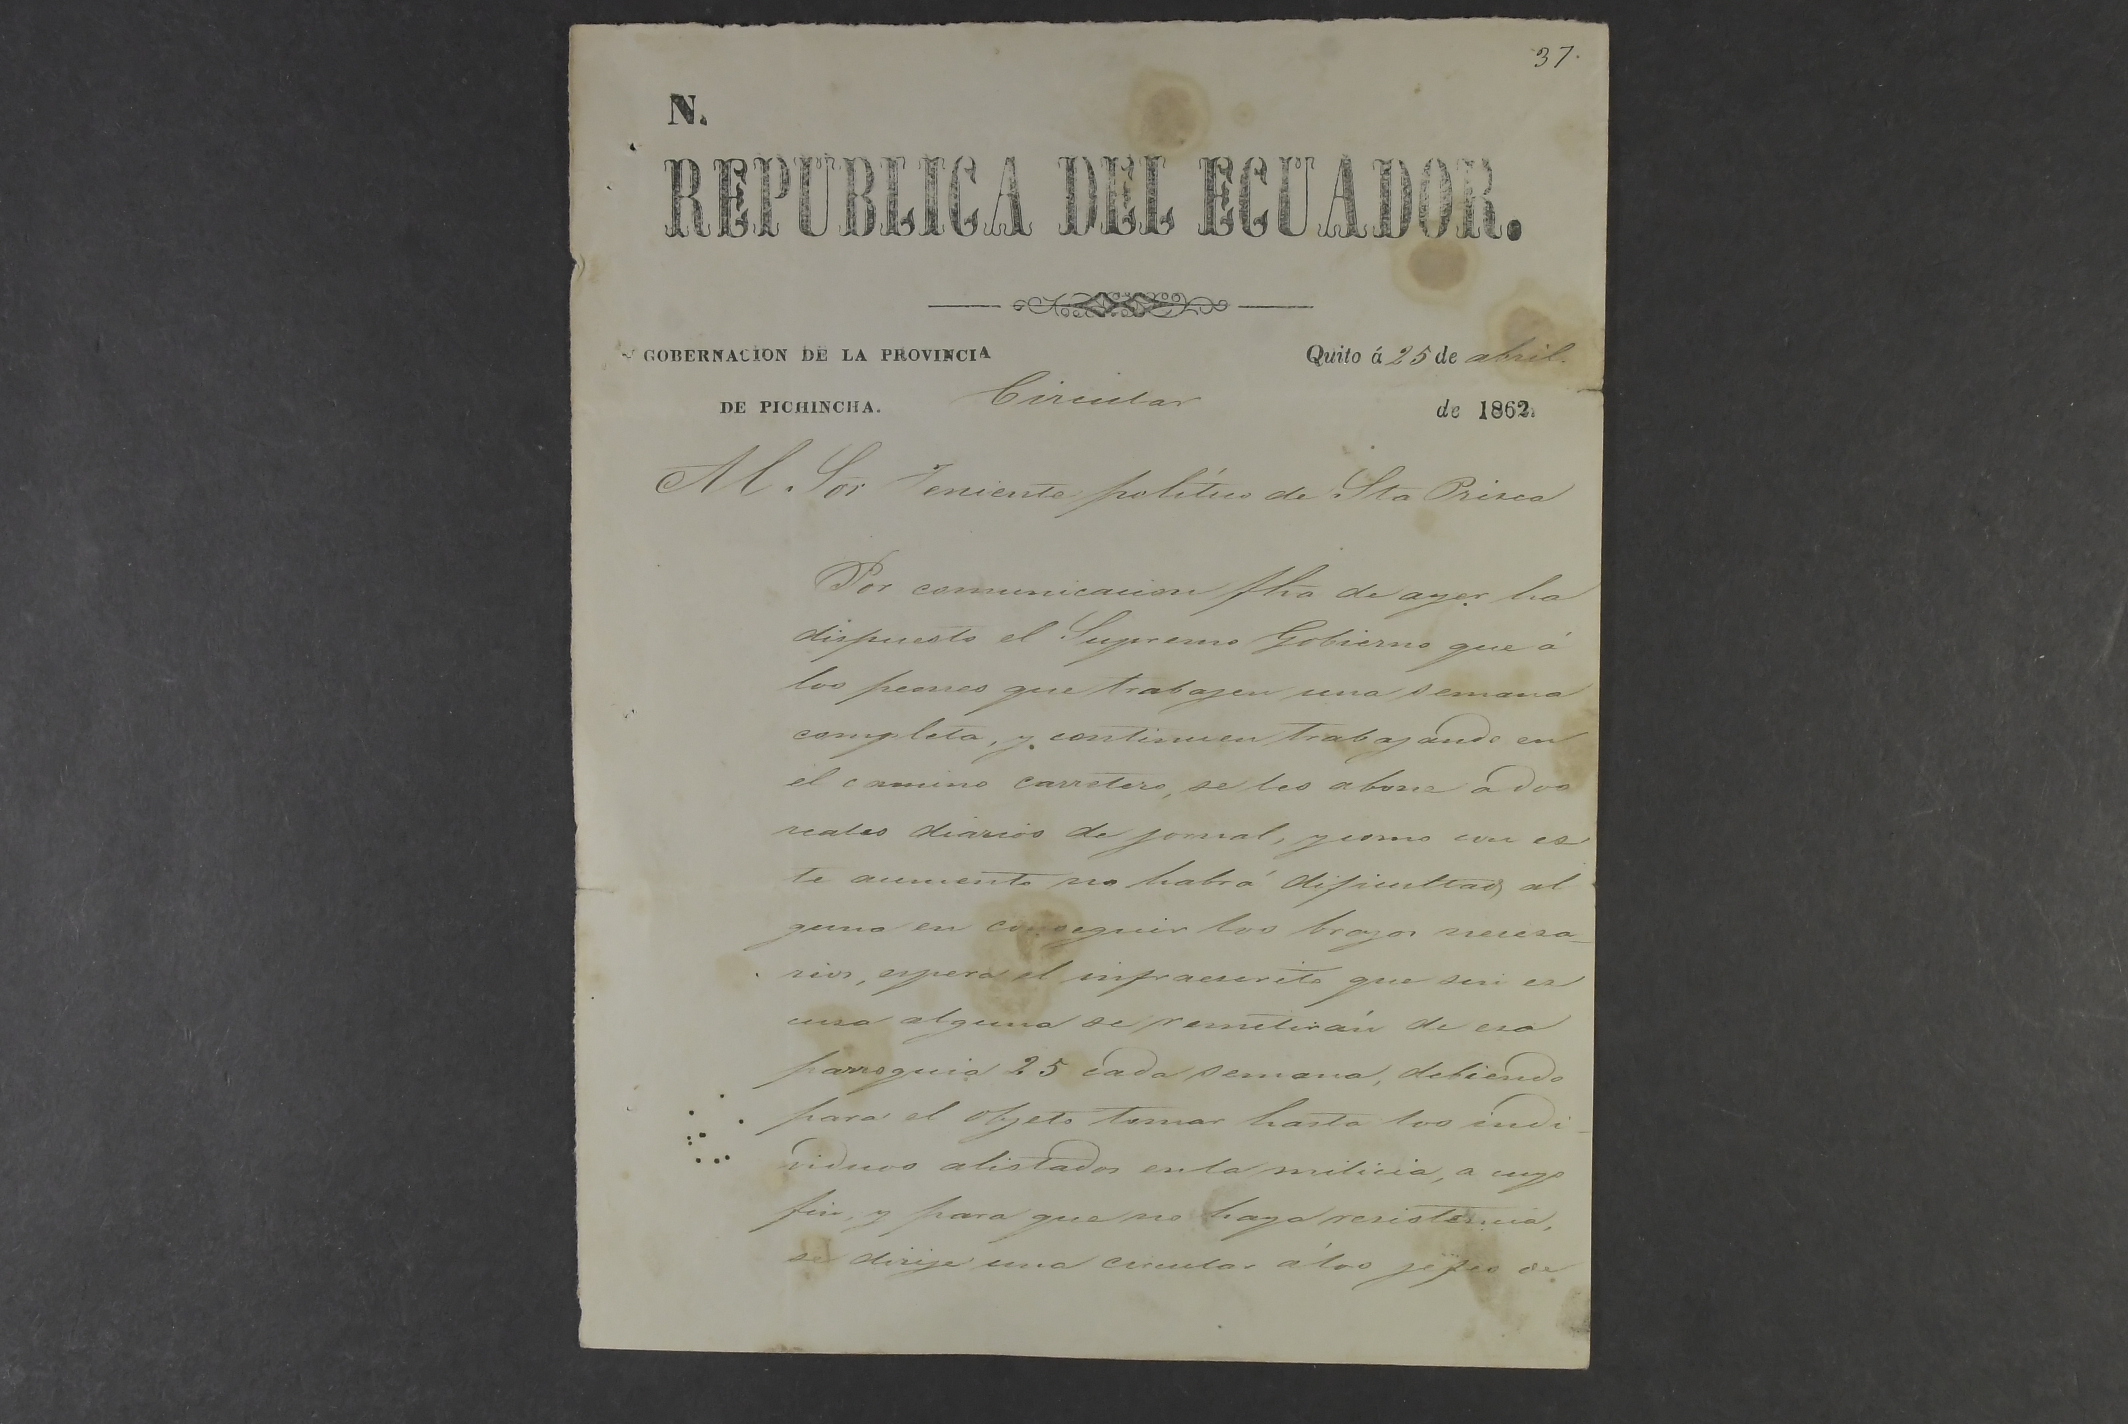 37.
N.
REPUBLICA DEL ECUADOR.
GOBERNACION DE LA PROVINCIA
DE PICHINCHA.
Quito á 25 de abril
de 1862.
Circular
Al Sor Teniente político de Sta Prisca
Por comunicacion fha de ayer ha
dispuesto el Supremo Gobierno que á
los peones que trabajen una semana
completa, y continuen trabajando en
el camino carretero, se les abone a dos
reales diarios de jornal, y como con es
te aumento no habrá dificultad al
guna en conseguir los brazos necesa-
rios, espera el infraescrito que sin es
cusa alguna se remitirán de esa
parroquia 25 cada semana, debiendo
para el objeto tomar hasta los indi-
viduos alistados en la milicia, a cuyo
fin, y para que no haya resistencia,
se dirije una circular á los jefes de